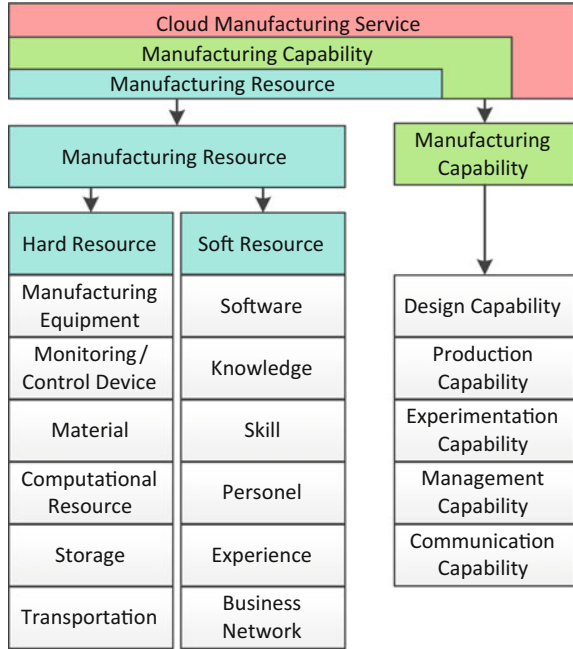 Cloud Manufacturing Service
Manufacturing Capability
Manufacturing Resource
Manufacturing Resource
Manufacturing
Capability
Hard Resource
Manufacturing
Equipment
Monitoring/
Control Device
Material
Computational
Resource
Storage
Transportation
Soft Resource
Software
Knowledge
Skill
Personel
Experience
Business
Network
Design Capability
Production
Capability
Experimentation
Capability
Management
Capability
Communication
Capability